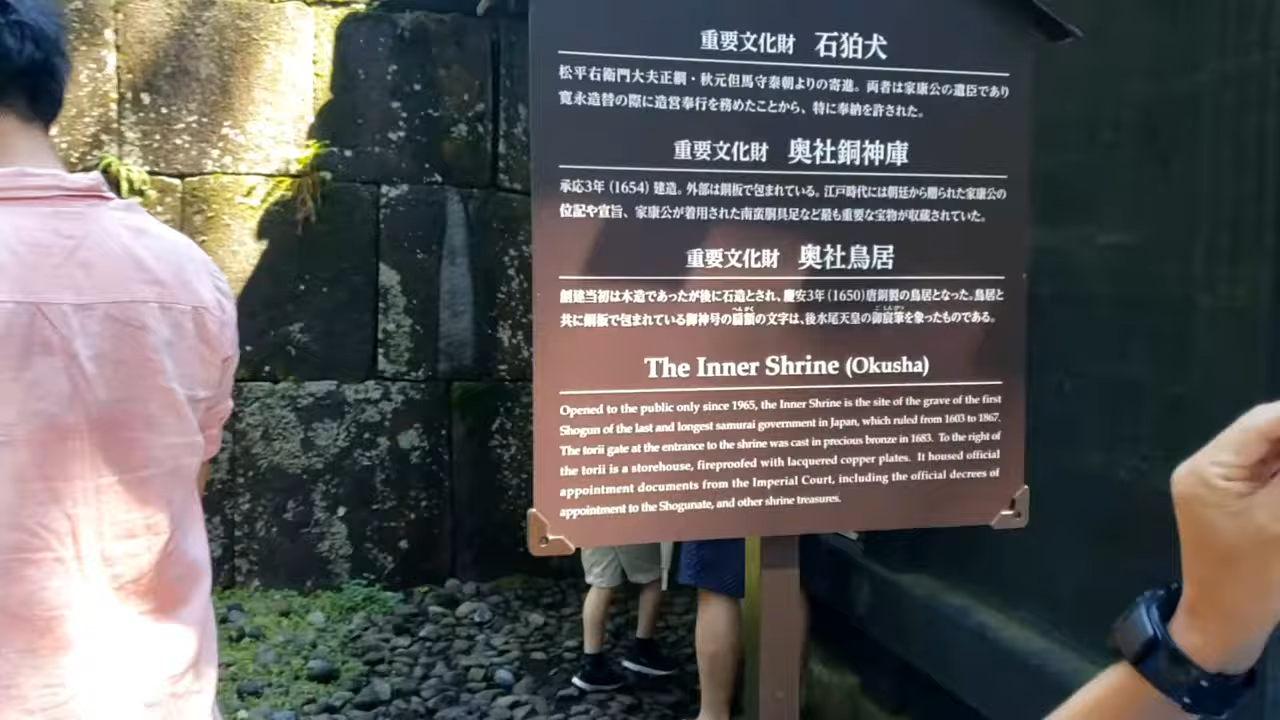 重要文化財 石狛犬
松平右衛門大夫正綱・秋元但馬守泰朝よりの寄進。両者は家康公の遺臣であり
寛永造替の際に造営奉行を務めたことから、特に奉納を許された。
重要文化財 奥社銅神庫
承応3年(1654)建造。外部は銅板で包まれている。江戸時代には朝廷から贈られた家康公の
位記や宣旨、家康公が着用された南蛮胴具足など最も重要な宝物が収蔵されていた。
重要文化財 奥社鳥居
創建当初は木造であったが後に石造とされ、慶安3年(1650)唐銅製の鳥居となった。鳥居と
共に銅板で包まれている御神号の扁額の文字は、後水尾天皇の御宸筆を象ったものである。
The Inner Shrine (Okusha)
Opened to the public only since 1965, the Inner Shrine is the site of the grave of the first
Shogun of the last and longest samurai government in Japan, which ruled from 1603 to 1867.
The torii gate at the entrance to the shrine was cast in precious bronze in 1683. To the right of
the torii is a storehouse, fireproofed with lacquered copper plates. It housed official
appointment documents from the Imperial Court, including the official decrees of
appointment to the Shogunate, and other shrine treasures.